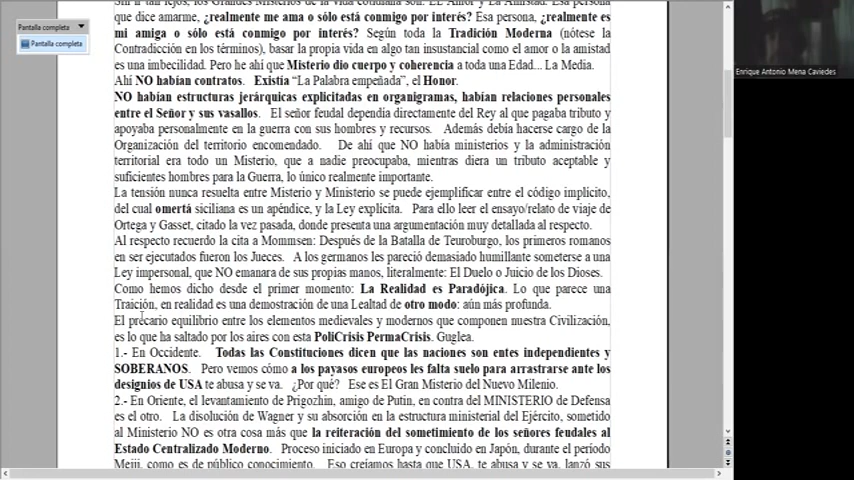 Pantalla completa
Pantalla completa
Enrique Antonio Mena Caviedes
que dice amarme, ¿realmente me ama o sólo está conmigo por interés? Esa persona, ¿realmente es
mi amiga o sólo está conmigo por interés? Según toda la Tradición Moderna (nótese la
Contradicción en los términos), basar la propia vida en algo tan insustancial como el amor o la amistad
es una imbecilidad. Pero he ahí que Misterio dio cuerpo y coherencia a toda una Edad... La Media.
Ahí NO habían contratos. Existía “La Palabra empeñada”, el Honor.
NO habían estructuras jerárquicas explicitadas en organigramas, habían relaciones personales
entre el Señor y sus vasallos. El señor feudal dependía directamente del Rey al que pagaba tributo y
apoyaba personalmente en la guerra con sus hombres y recursos. Además debía hacerse cargo de la
Organización del territorio encomendado. De ahí que NO había ministerios y la administración
territorial era todo un Misterio, que a nadie preocupaba, mientras diera un tributo aceptable y
suficientes hombres para la Guerra, lo único realmente importante.
La tensión nunca resuelta entre Misterio y Ministerio se puede ejemplificar entre el código implícito,
del cual omertá siciliana es un apéndice, y la Ley explícita. Para ello leer el ensayo/relato de viaje de
Ortega y Gasset, citado la vez pasada, donde presenta una argumentación muy detallada al respecto.
Al respecto recuerdo la cita a Mommsen: Después de la Batalla de Teuroburgo, los primeros romanos
en ser ejecutados fueron los Jueces. A los germanos les pareció demasiado humillante someterse a una
Ley impersonal, que NO emanara de sus propias manos, literalmente: El Duelo o Juicio de los Dioses.
Como hemos dicho desde el primer momento: La Realidad es Paradójica. Lo que parece una
Traición, en realidad es una demostración de una Lealtad de otro modo: aún más profunda.
El precario equilibrio entre los elementos medievales y modernos que componen nuestra Civilización,
es lo que ha saltado por los aires con esta PoliCrisis PermaCrisis. Guglea.
1.- En Occidente. Todas las Constituciones dicen que las naciones son entes independientes y
SOBERANOS. Pero vemos cómo a los payasos europeos les falta suelo para arrastrarse ante los
designios de USA te abusa y se va. ¿Por qué? Ese es El Gran Misterio del Nuevo Milenio.
2.- En Oriente, el levantamiento de Prigozhin, amigo de Putin, en contra del MINISTERIO de Defensa
es el otro. La disolución de Wagner y su absorción en la estructura ministerial del Ejército, sometido
al Ministerio NO es otra cosa más que la reiteración del sometimiento de los señores feudales al
Estado Centralizado Moderno. Proceso iniciado en Europa y concluido en Japón, durante el período
Meiji, como es de público conocimiento. Eso creíamos hasta que USA, te abusa y se va, lanzó sus